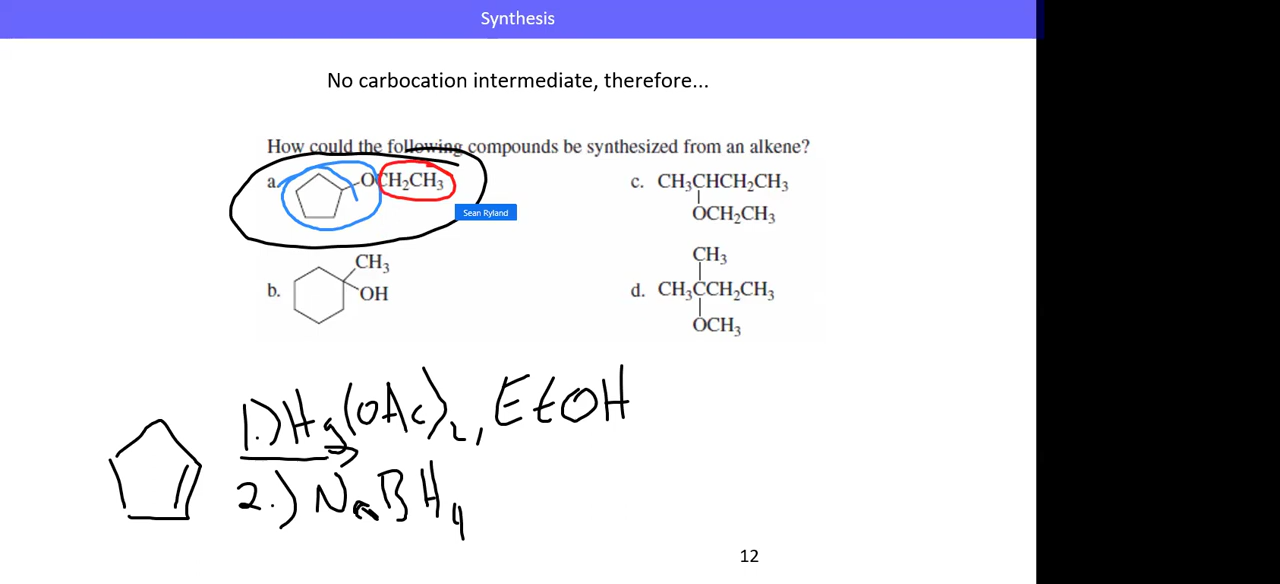 Synthesis
No carbocation intermediate, therefore...
How could the following compounds be synthesized from an alkene?
a. OCH₂CH₃
Sean Ryland
b. CH₃
OH
c. CH₃CHCH₂CH₃
OCH₂CH₃
CH₃
d. CH₃CCH₂CH₃
OCH₃
1.) Hg(OAc)₂, EtOH
2.) NaBH₄
12